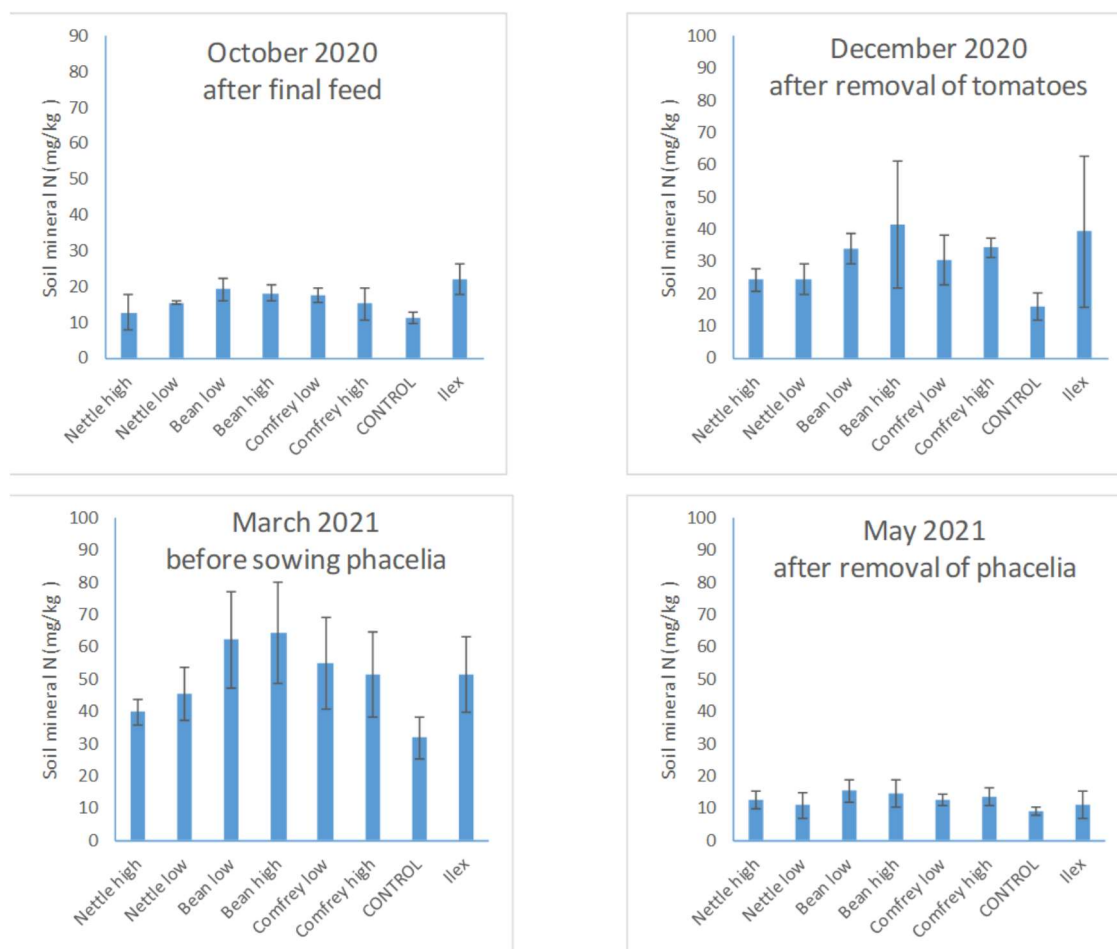 October 2020
after final feed
Soil mineral N(mg/kg )
90
80
70
60
50
40
30
20
10
0
Nettle high
Nettle low
Bean low
Bean high
Comfrey low
Comfrey high
CONTROL
Ilex
December 2020
after removal of tomatoes
Soil mineral N(mg/kg )
100
90
80
70
60
50
40
30
20
10
0
Nettle high
Nettle low
Bean low
Bean high
Comfrey low
Comfrey high
CONTROL
Ilex
March 2021
before sowing phacelia
Soil mineral N(mg/kg )
100
90
80
70
60
50
40
30
20
10
0
Nettle high
Nettle low
Bean low
Bean high
Comfrey low
Comfrey high
CONTROL
Ilex
May 2021
after removal of phacelia
Soil mineral N(mg/kg )
100
90
80
70
60
50
40
30
20
10
0
Nettle high
Nettle low
Bean low
Bean high
Comfrey low
Comfrey high
CONTROL
Ilex